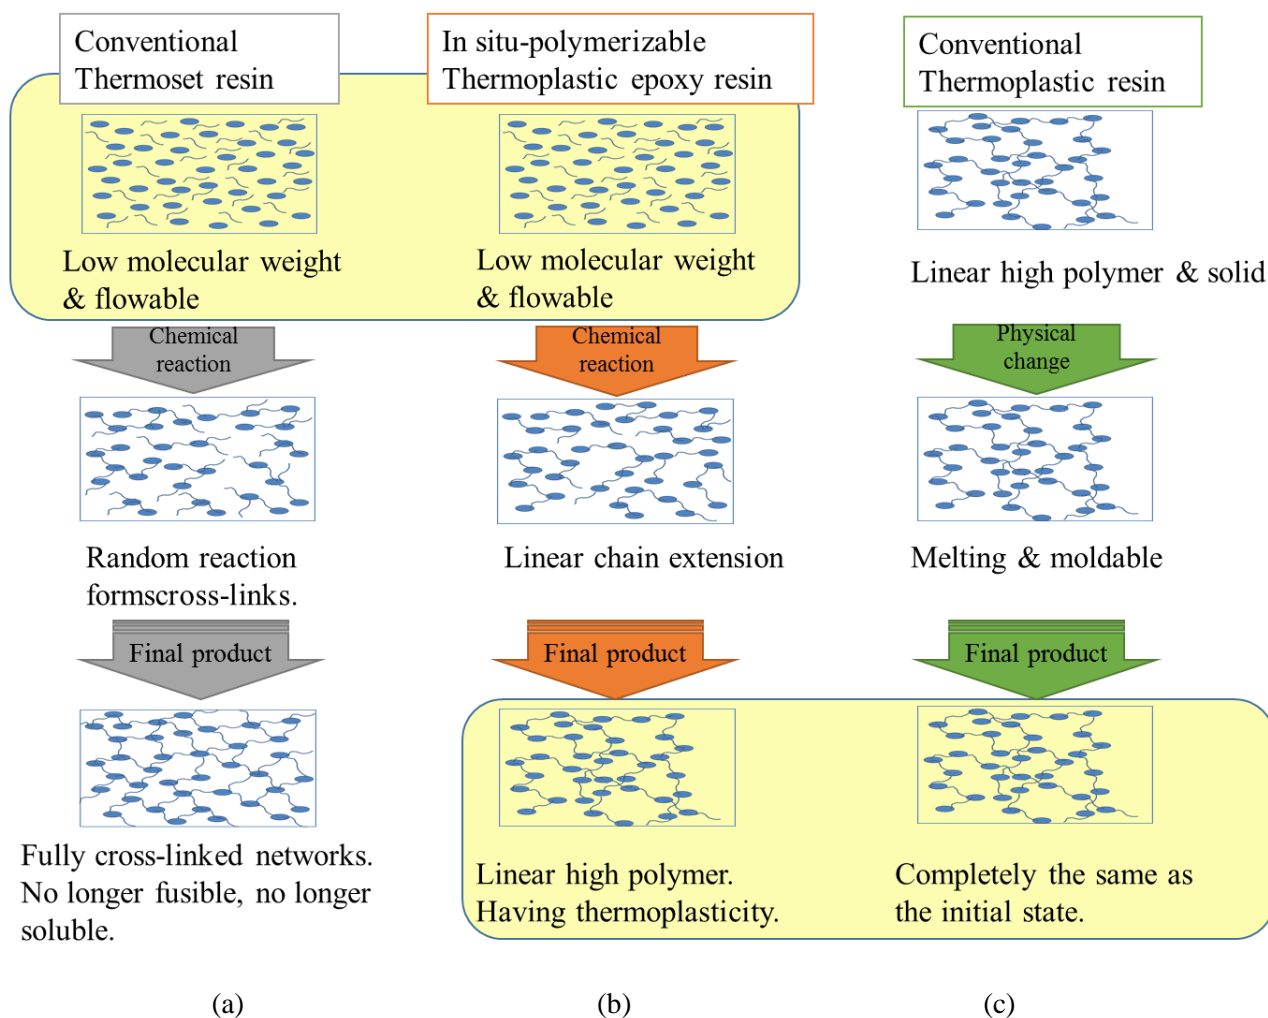 Conventional
Thermoset resin
In situ-polymerizable
Thermoplastic epoxy resin
Conventional
Thermoplastic resin
Low molecular weight
& flowable
Low molecular weight
& flowable
Linear high polymer & solid
Chemical
reaction
Chemical
reaction
Physical
change
Random reaction
formscross-links.
Linear chain extension
Melting & moldable
Final product
Final product
Final product
Fully cross-linked networks.
No longer fusible, no longer
soluble.
Linear high polymer.
Having thermoplasticity.
Completely the same as
the initial state.
(a)
(b)
(c)